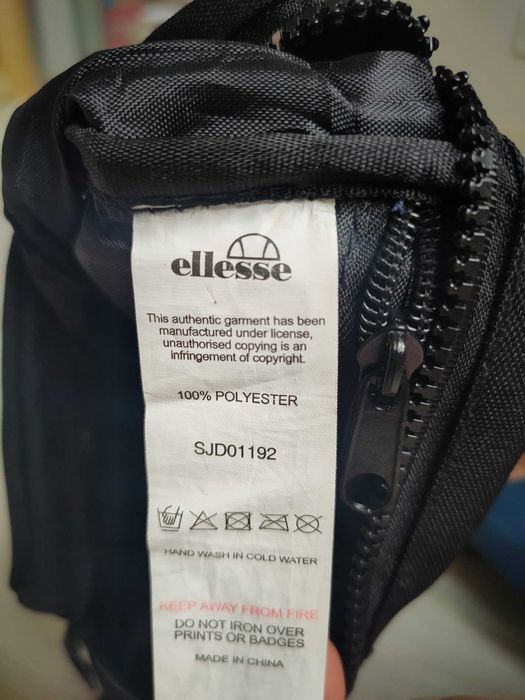 ellesse
This authentic garment has been
manufactured under license,
unauthorised copying is an
infringement of copyright.
100% POLYESTER
SJD01192
HAND WASH IN COLD WATER
KEEP AWAY FROM FIRE
DO NOT IRON OVER
PRINTS OR BADGES
MADE IN CHINA